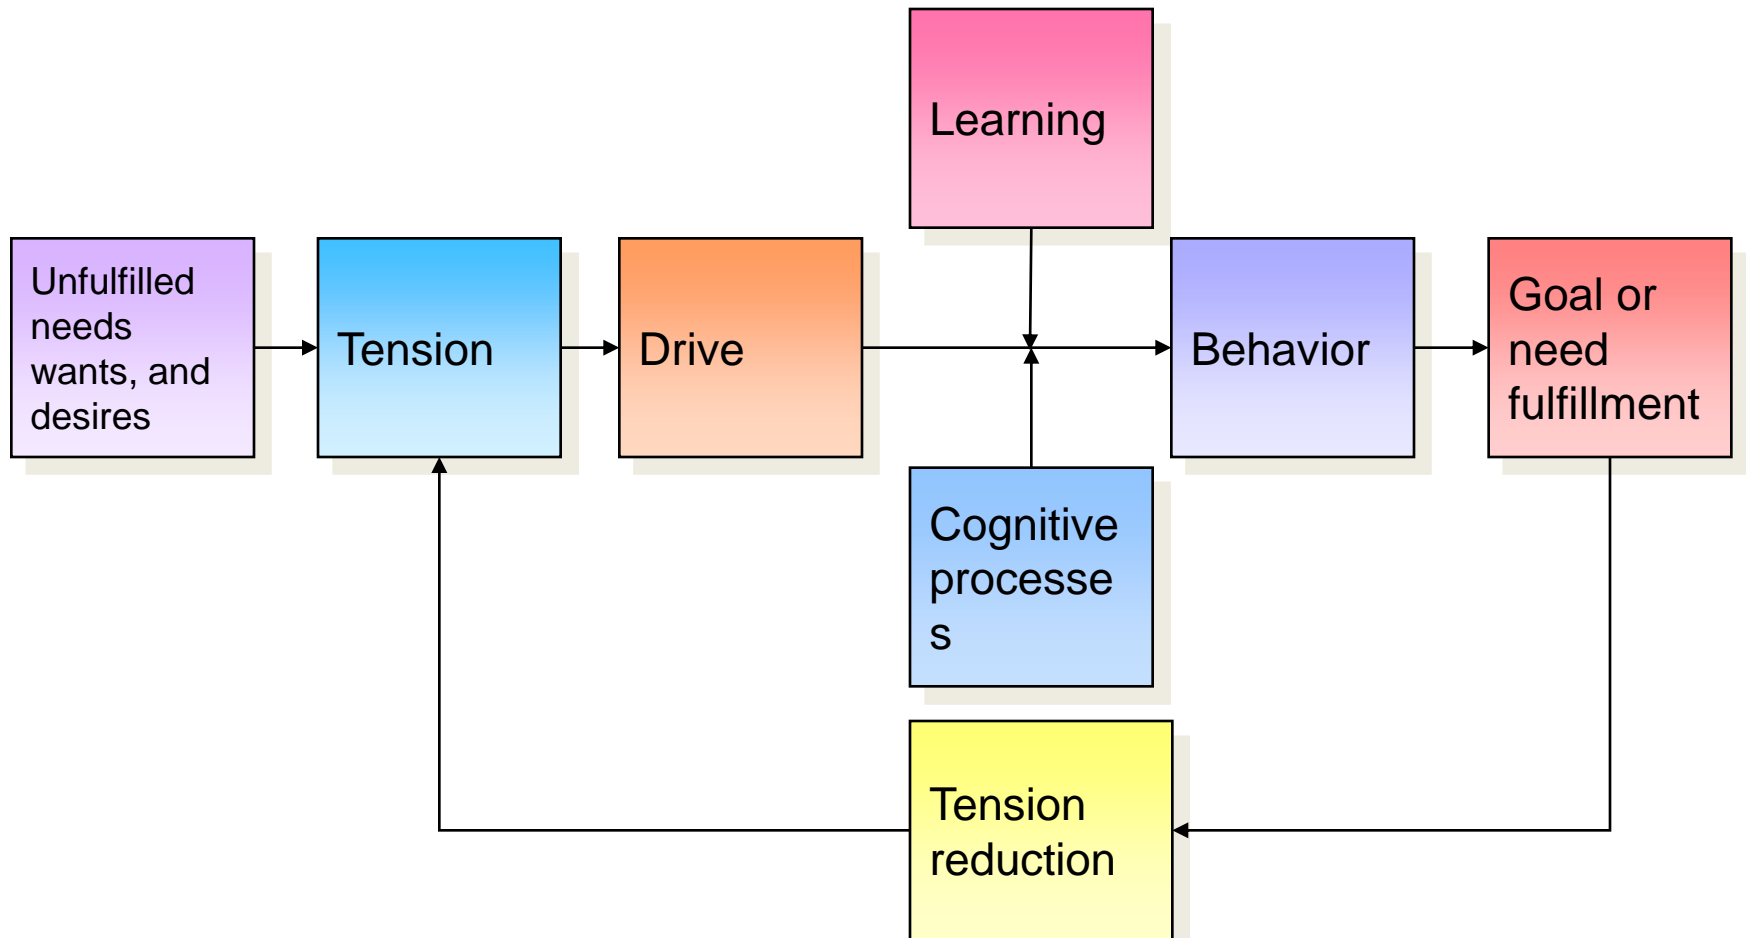 Learning
Unfulfilled
needs
wants, and
desires
Tension
Drive
Behavior
Goal or
need
fulfillment
Cognitive
processe
s
Tension
reduction